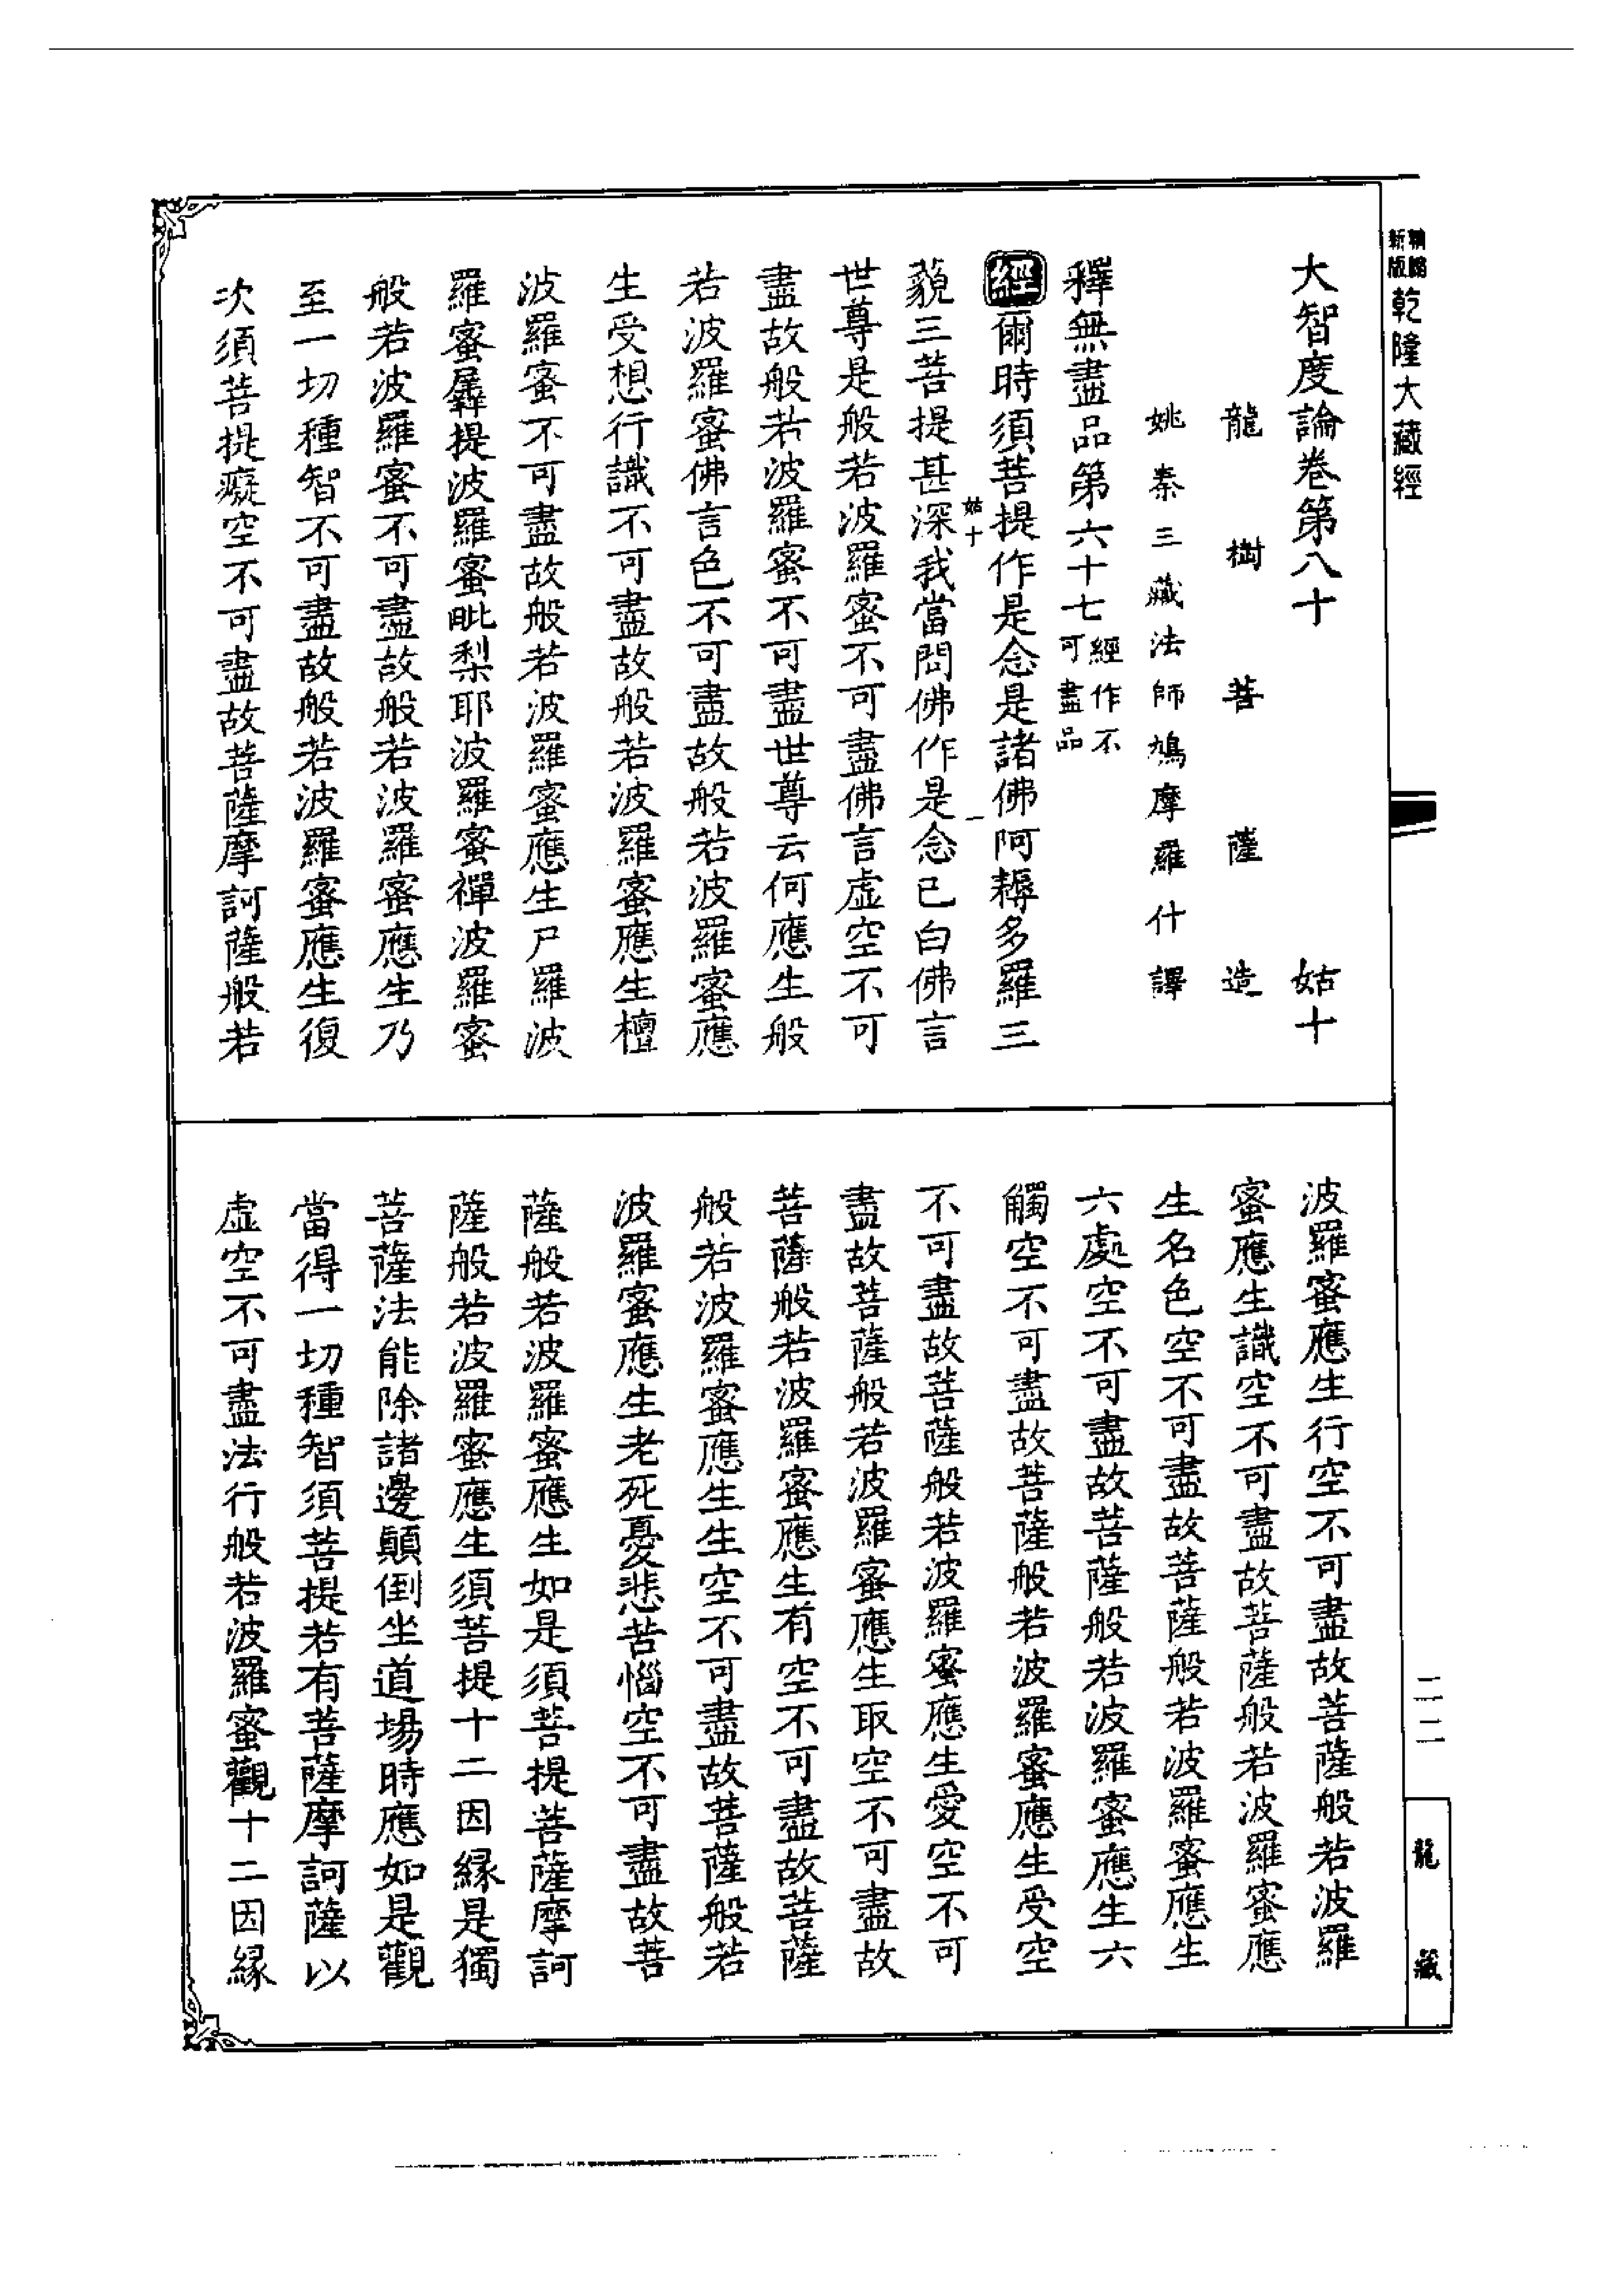 新版 乾隆大藏經
大智度論卷第八十 姑十
龍樹菩薩造
姚秦三藏法師鳩摩羅什譯
釋無盡品第六十七 經作不可盡品
經爾時須菩提作是念是諸佛阿耨多羅三
姑十 一
藐三菩提甚深我當問佛作是念已白佛言
世尊是般若波羅蜜不可盡佛言虛空不可
盡故般若波羅蜜不可盡世尊云何應生般
若波羅蜜佛言色不可盡故般若波羅蜜應
生受想行識不可盡故般若波羅蜜應生檀
波羅蜜不可盡故般若波羅蜜應生尸羅波
羅蜜羼提波羅蜜毗梨耶波羅蜜禪波羅蜜
般若波羅蜜不可盡故般若波羅蜜應生乃
至一切種智不可盡故般若波羅蜜應生復
次須菩提癡空不可盡故菩薩摩訶薩般若
波羅蜜應生行空不可盡故菩薩般若波羅
蜜應生識空不可盡故菩薩般若波羅蜜應
生名色空不可盡故菩薩般若波羅蜜應生
六處空不可盡故菩薩般若波羅蜜應生六
觸空不可盡故菩薩般若波羅蜜應生受空
不可盡故菩薩般若波羅蜜應生愛空不可
盡故菩薩般若波羅蜜應生取空不可盡故
菩薩般若波羅蜜應生有空不可盡故菩薩
般若波羅蜜應生生空不可盡故菩薩般若
波羅蜜應生老死憂悲苦惱空不可盡故菩
薩般若波羅蜜應生如是須菩提菩薩摩訶
薩般若波羅蜜應生須菩提十二因緣是獨
菩薩法能除諸邊顛倒坐道場時應如是觀
當得一切種智須菩提若有菩薩摩訶薩以
虛空不可盡法行般若波羅蜜觀十二因緣
二二
龍藏